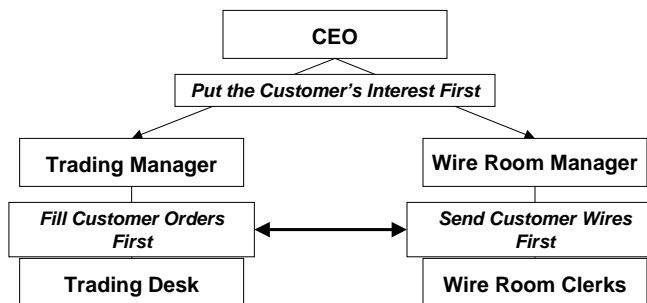 CEO
Put the Customer’s Interest First
Trading Manager
Wire Room Manager
Fill Customer Orders
First
Send Customer Wires
First
Trading Desk
Wire Room Clerks